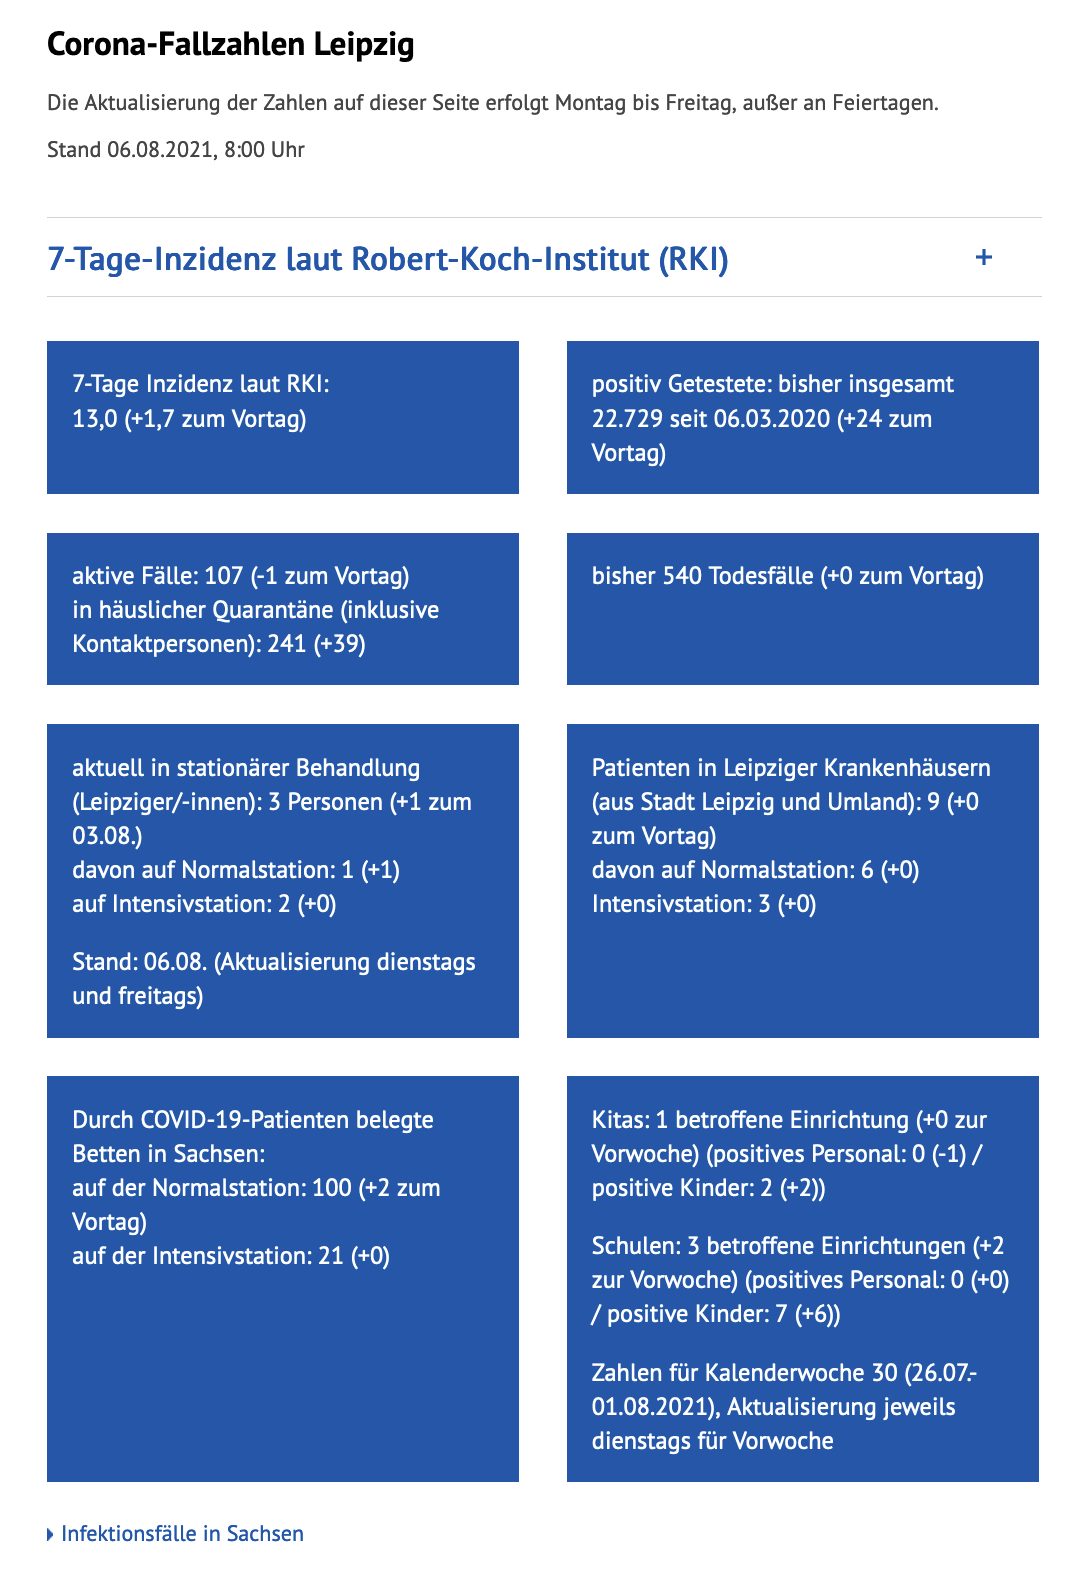 Corona-Fallzahlen Leipzig
Die Aktualisierung der Zahlen auf dieser Seite erfolgt Montag bis Freitag, außer an Feiertagen.
Stand 06.08.2021, 8:00 Uhr
7-Tage-Inzidenz laut Robert-Koch-Institut (RKI) +
7-Tage Inzidenz laut RKI:
13,0 (+1,7 zum Vortag)
positiv Getestete: bisher insgesamt
22.729 seit 06.03.2020 (+24 zum
Vortag)
aktive Fälle: 107 (-1 zum Vortag)
in häuslicher Quarantäne (inklusive
Kontaktpersonen): 241 (+39)
bisher 540 Todesfälle (+0 zum Vortag)
aktuell in stationärer Behandlung
(Leipziger/-innen): 3 Personen (+1 zum
03.08.)
davon auf Normalstation: 1 (+1)
auf Intensivstation: 2 (+0)
Stand: 06.08. (Aktualisierung dienstags
und freitags)
Patienten in Leipziger Krankenhäusern
(aus Stadt Leipzig und Umland): 9 (+0
zum Vortag)
davon auf Normalstation: 6 (+0)
Intensivstation: 3 (+0)
Durch COVID-19-Patienten belegte
Betten in Sachsen:
auf der Normalstation: 100 (+2 zum
Vortag)
auf der Intensivstation: 21 (+0)
Kitas: 1 betroffene Einrichtung (+0 zur
Vorwoche) (positives Personal: 0 (-1) /
positive Kinder: 2 (+2))
Schulen: 3 betroffene Einrichtungen (+2
zur Vorwoche) (positives Personal: 0 (+0)
/ positive Kinder: 7 (+6))
Zahlen für Kalenderwoche 30 (26.07.-
01.08.2021), Aktualisierung jeweils
dienstags für Vorwoche
Infektionsfälle in Sachsen